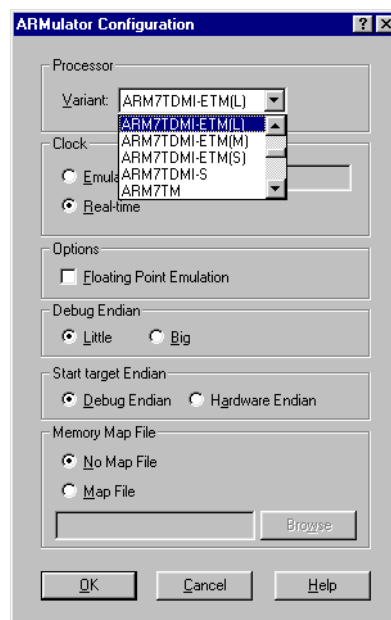 ARMulator Configuration
Processor
Variant: ARM7TDMI-ETM(L)
ARM7TDMI-ETM(L)
ARM7TDMI-ETM(M)
ARM7TDMI-ETM(S)
ARM7TDMI-S
ARM7TM
Clock
Emula
Real-time
Options
Floating Point Emulation
Debug Endian
Little Big
Start target Endian
Debug Endian Hardware Endian
Memory Map File
No Map File
Map File
Browse
OK Cancel Help